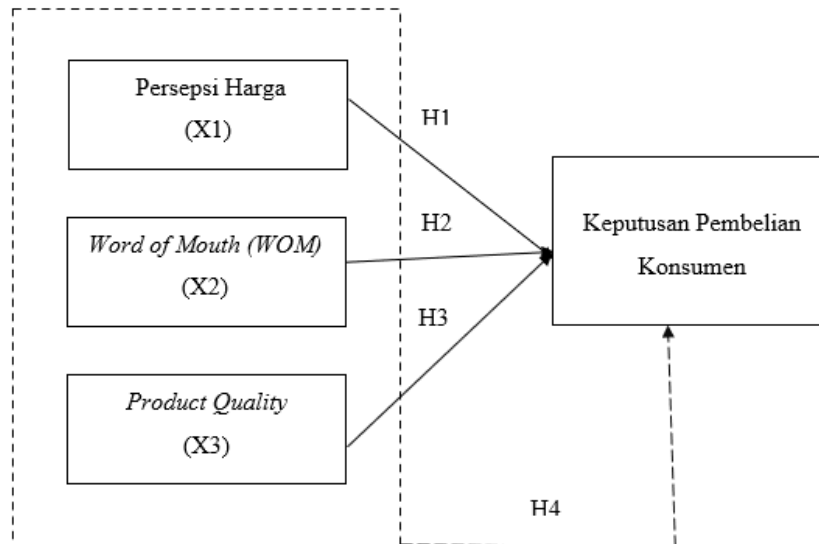 Persepsi Harga
(X1)
H1
Word of Mouth (WOM)
(X2)
H2
Keputusan Pembelian
Konsumen
H3
Product Quality
(X3)
H4